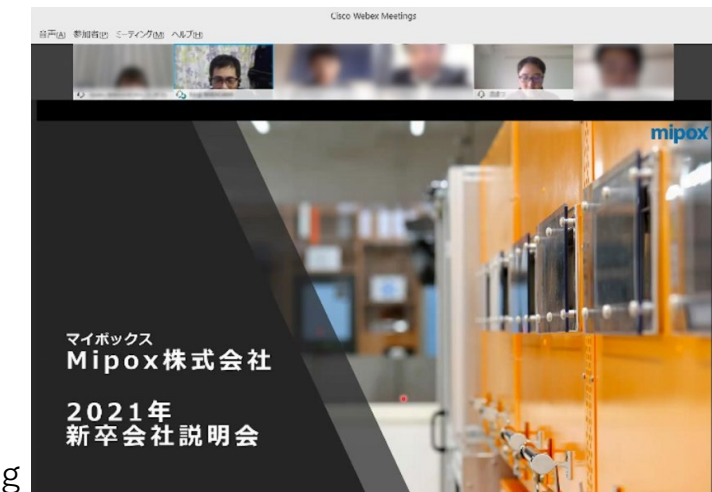 Cisco Webex Meetings
音声(A) 参加者(P) ミーティング(M) ヘルプ(H)
mipox
マイポックス
Mipox株式会社
2021年
新卒会社説明会
g